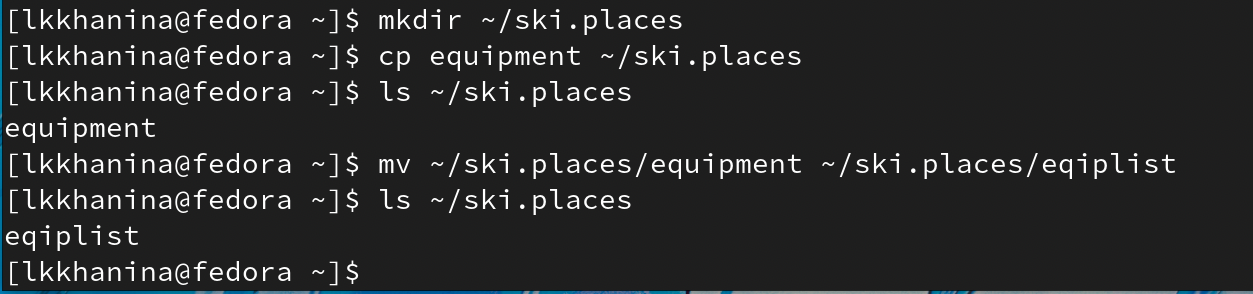 [lkkhanina@fedora ~]$ mkdir ~/ski.places
[lkkhanina@fedora ~]$ cp equipment ~/ski.places
[lkkhanina@fedora ~]$ ls ~/ski.places
equipment
[lkkhanina@fedora ~]$ mv ~/ski.places/equipment ~/ski.places/eqiplist
[lkkhanina@fedora ~]$ ls ~/ski.places
eqiplist
[lkkhanina@fedora ~]$